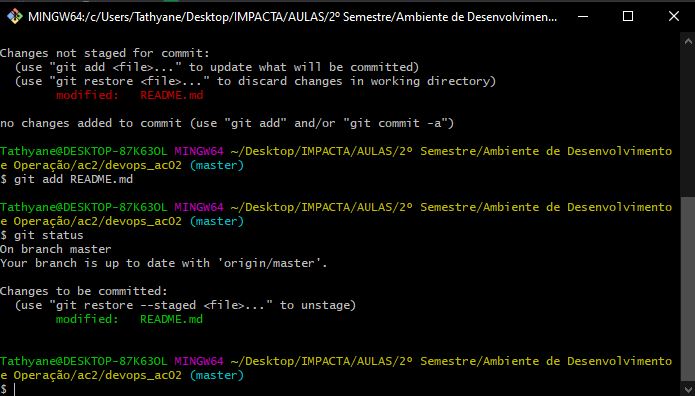 MINGW64:/c/Users/Tathyane/Desktop/IMPACTA/AULAS/2º Semestre/Ambiente de Desenvolvimen...
Changes not staged for commit:
  (use "git add <file>..." to update what will be committed)
  (use "git restore <file>..." to discard changes in working directory)
        modified:   README.md
no changes added to commit (use "git add" and/or "git commit -a")
Tathyane@DESKTOP-87K63OL MINGW64 ~/Desktop/IMPACTA/AULAS/2º Semestre/Ambiente de Desenvolvimento
e Operação/ac2/devops_ac02 (master)
$ git add README.md
Tathyane@DESKTOP-87K63OL MINGW64 ~/Desktop/IMPACTA/AULAS/2º Semestre/Ambiente de Desenvolvimento
e Operação/ac2/devops_ac02 (master)
$ git status
On branch master
Your branch is up to date with 'origin/master'.
Changes to be committed:
  (use "git restore --staged <file>..." to unstage)
        modified:   README.md
Tathyane@DESKTOP-87K63OL MINGW64 ~/Desktop/IMPACTA/AULAS/2º Semestre/Ambiente de Desenvolvimento
e Operação/ac2/devops_ac02 (master)
$